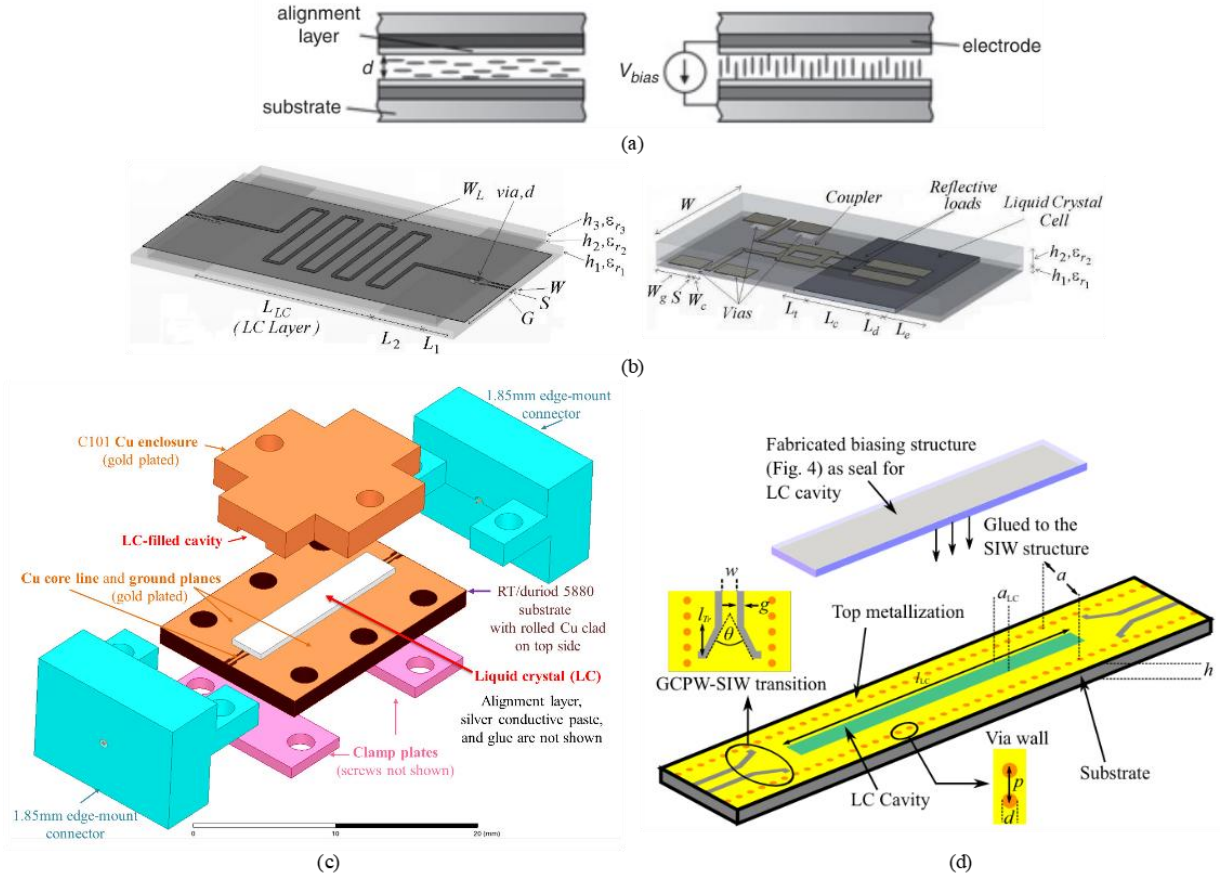 alignment
layer
d
substrate
V_bias
electrode
(a)
W_L
via,d
h_3,ε_r3
h_2,ε_r2
h_1,ε_r1
W
S
G
L_LC
( LC Layer )
L_2
L_1
W
Coupler
Reflective
loads
Liquid Crystal
Cell
h_2,ε_r2
h_1,ε_r1
W_g S W_c
Vias
L_t
L_c
L_d
L_e
(b)
1.85mm edge-mount
connector
C101 Cu enclosure
(gold plated)
LC-filled cavity
Cu core line and ground planes
(gold plated)
RT/duriod 5880
substrate
with rolled Cu clad
on top side
Liquid crystal (LC)
Alignment layer,
silver conductive paste,
and glue are not shown
Clamp plates
(screws not shown)
1.85mm edge-mount
connector
0
10
20 (mm)
(c)
Fabricated biasing structure
(Fig. 4) as seal for
LC cavity
Glued to the
SIW structure
w
g
l_Tr
θ
a
a_LC
Top metallization
l_LC
h
GCPW-SIW transition
Via wall
p
d
LC Cavity
Substrate
(d)